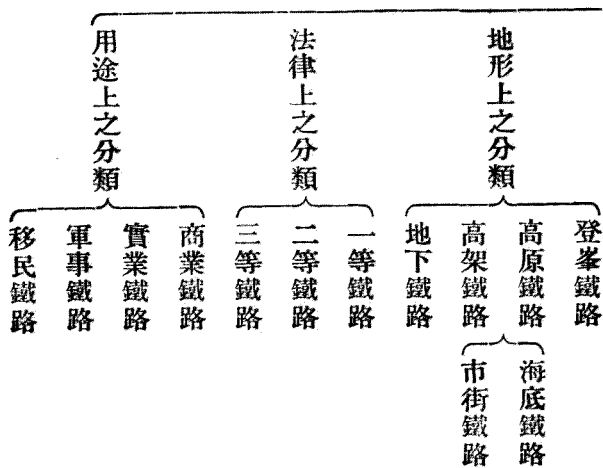 地形上之分類
登峯鐵路
高原鐵路
高架鐵路
海底鐵路
市街鐵路
地下鐵路
法律上之分類
一等鐵路
二等鐵路
三等鐵路
用途上之分類
商業鐵路
實業鐵路
軍事鐵路
移民鐵路